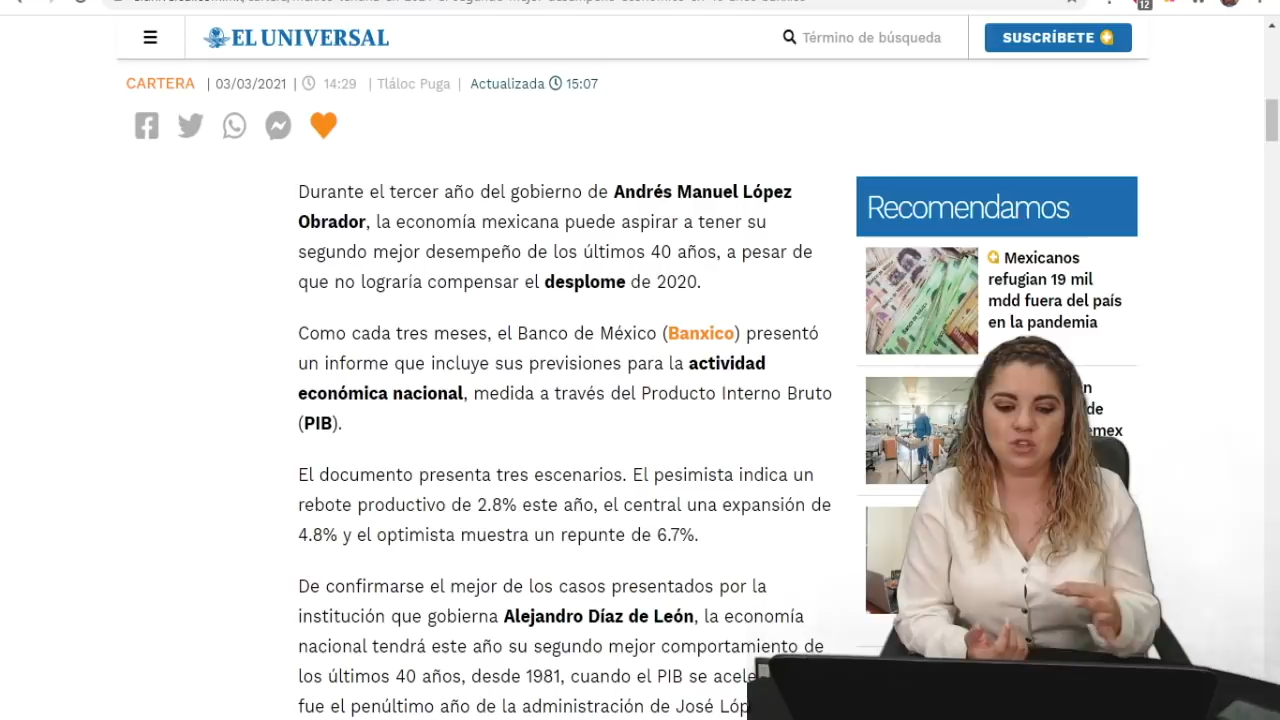 12
EL UNIVERSAL
Término de búsqueda
SUSCRÍBETE
CARTERA | 03/03/2021 | 14:29 | Tláloc Puga | Actualizada 15:07
Durante el tercer año del gobierno de Andrés Manuel López
Obrador, la economía mexicana puede aspirar a tener su
segundo mejor desempeño de los últimos 40 años, a pesar de
que no lograría compensar el desplome de 2020.
Como cada tres meses, el Banco de México (Banxico) presentó
un informe que incluye sus previsiones para la actividad
económica nacional, medida a través del Producto Interno Bruto
(PIB).
El documento presenta tres escenarios. El pesimista indica un
rebote productivo de 2.8% este año, el central una expansión de
4.8% y el optimista muestra un repunte de 6.7%.
De confirmarse el mejor de los casos presentados por la
institución que gobierna Alejandro Díaz de León, la economía
nacional tendrá este año su segundo mejor comportamiento de
los últimos 40 años, desde 1981, cuando el PIB se
fue el penúltimo año de la administración de José
Recomendamos
Mexicanos
refugian 19 mil
mdd fuera del país
en la pandemia
de